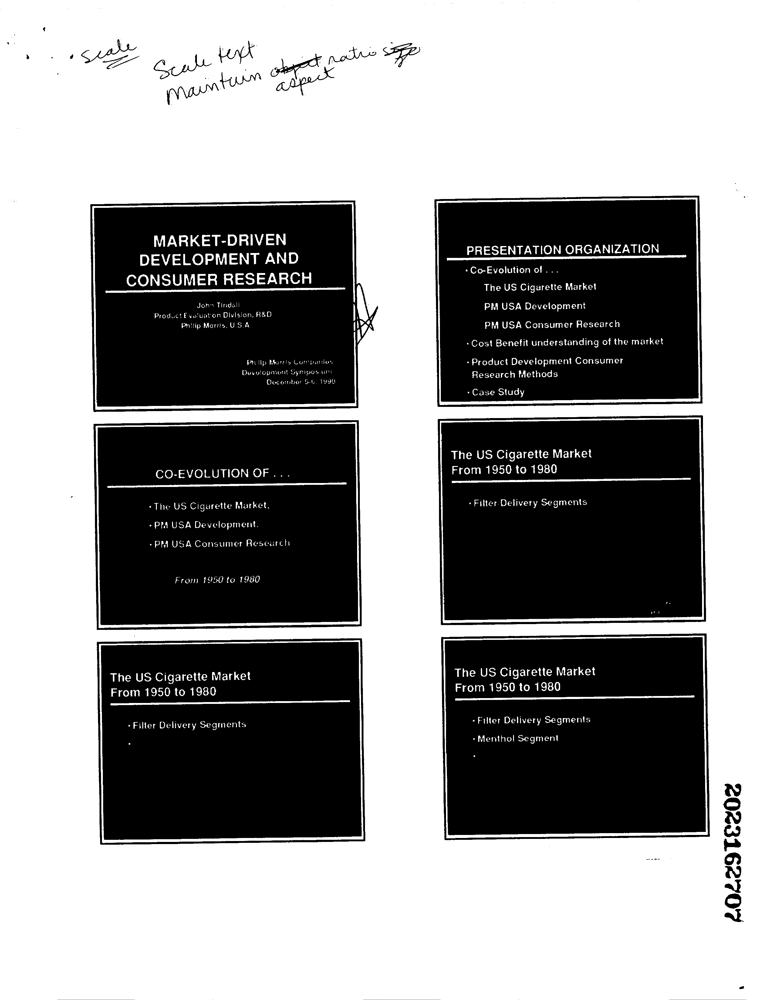 · scale
Scale text
Maintain object ratio size
aspect
MARKET-DRIVEN
DEVELOPMENT AND
CONSUMER RESEARCH
John Tindall
Product Evaluation Division, R&D
Philip Morris, U.S.A.
Philip Morris Companies
Development Symposium
December 5-6, 1990
PRESENTATION ORGANIZATION
· Co-Evolution of . . .
The US Cigarette Market
PM USA Development
PM USA Consumer Research
· Cost Benefit understanding of the market
· Product Development Consumer
Research Methods
· Case Study
CO-EVOLUTION OF . . .
· The US Cigarette Market,
· PM USA Development,
· PM USA Consumer Research
From 1950 to 1980
The US Cigarette Market
From 1950 to 1980
· Filter Delivery Segments
The US Cigarette Market
From 1950 to 1980
· Filter Delivery Segments
·
The US Cigarette Market
From 1950 to 1980
· Filter Delivery Segments
· Menthol Segment
·
2023162707